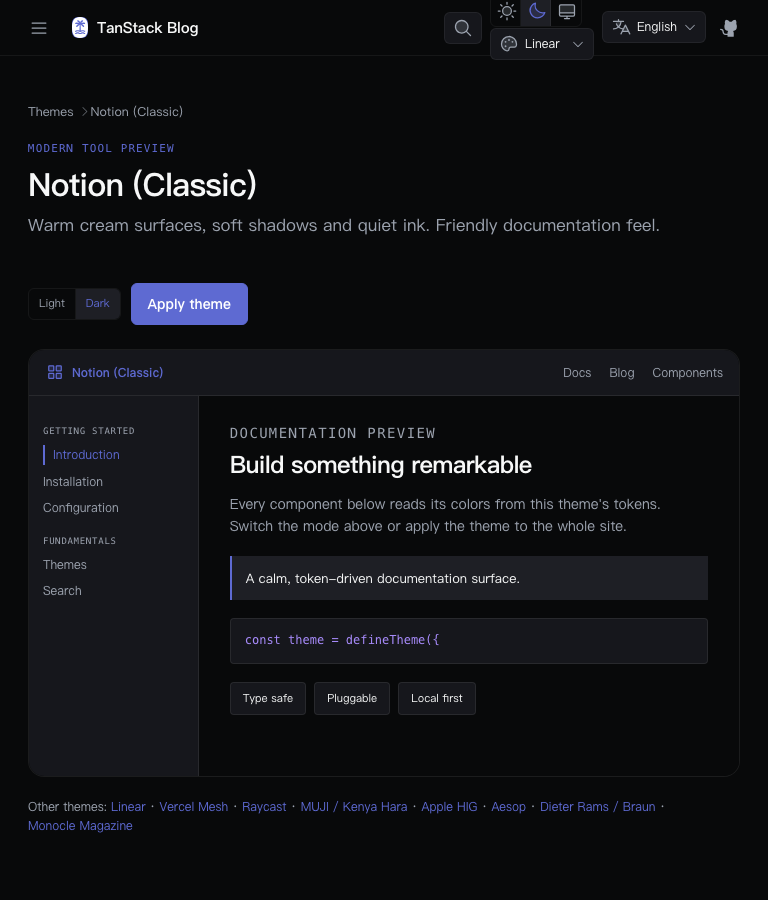 TanStack Blog
Linear
English
Themes
Notion (Classic)
MODERN TOOL PREVIEW
Notion (Classic)
Warm cream surfaces, soft shadows and quiet ink. Friendly documentation feel.
Light
Dark
Apply theme
Notion (Classic)
Docs
Blog
Components
GETTING STARTED
Introduction
Installation
Configuration
FUNDAMENTALS
Themes
Search
DOCUMENTATION PREVIEW
Build something remarkable
Every component below reads its colors from this theme's tokens.
Switch the mode above or apply the theme to the whole site.
A calm, token-driven documentation surface.
const theme = defineTheme({
Type safe
Pluggable
Local first
Other themes: Linear · Vercel Mesh · Raycast · MUJI / Kenya Hara · Apple HIG · Aesop · Dieter Rams / Braun ·
Monocle Magazine